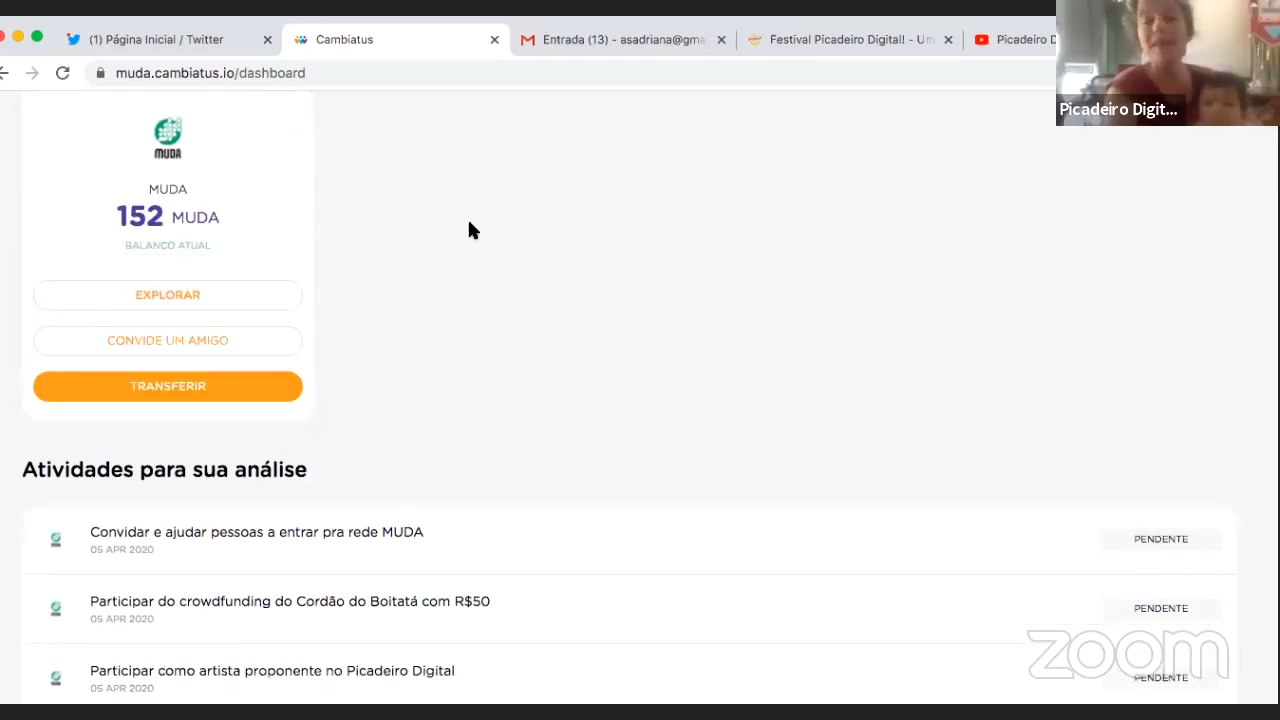 (1) Página Inicial / Twitter
Cambiatus
Entrada (13) - asadriana@gma
Festival Picadeiro Digital! - Um
Picadeiro D
muda.cambiatus.io/dashboard
Picadeiro Digit...
MUDA
MUDA
152 MUDA
BALANÇO ATUAL
EXPLORAR
CONVIDE UM AMIGO
TRANSFERIR
Atividades para sua análise
Convidar e ajudar pessoas a entrar pra rede MUDA
05 APR 2020
PENDENTE
Participar do crowdfunding do Cordão do Boitatá com R$50
05 APR 2020
PENDENTE
Participar como artista proponente no Picadeiro Digital
05 APR 2020
PENDENTE
zoom